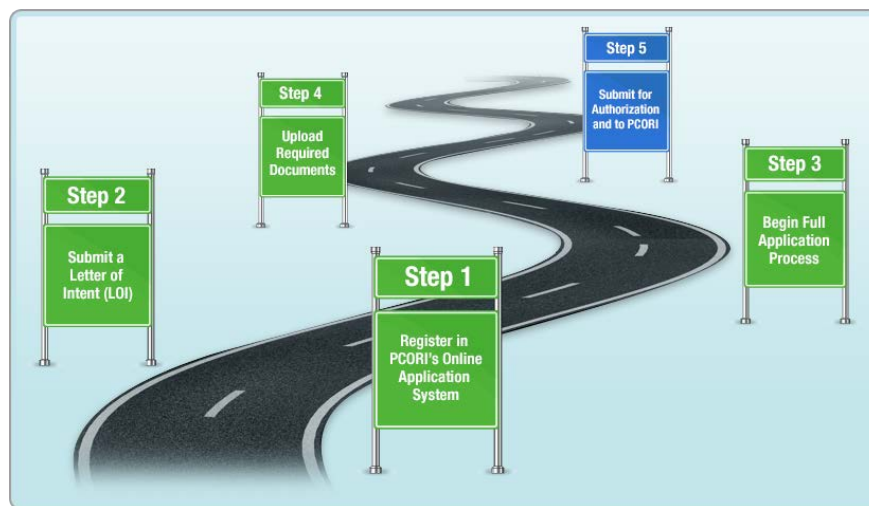 Step 1
Register in
PCORI's Online
Application
System
Step 2
Submit a
Letter of
Intent (LOI)
Step 3
Begin Full
Application
Process
Step 4
Upload
Required
Documents
Step 5
Submit for
Authorization
and to PCORI